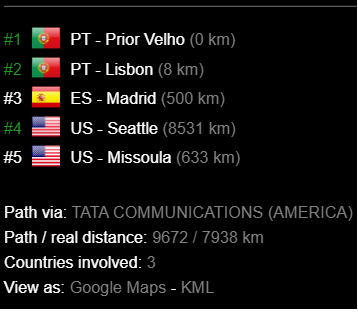 #1 PT - Prior Velho (0 km)
#2 PT - Lisbon (8 km)
#3 ES - Madrid (500 km)
#4 US - Seattle (8531 km)
#5 US - Missoula (633 km)
Path via: TATA COMMUNICATIONS (AMERICA)
Path / real distance: 9672 / 7938 km
Countries involved: 3
View as: Google Maps - KML